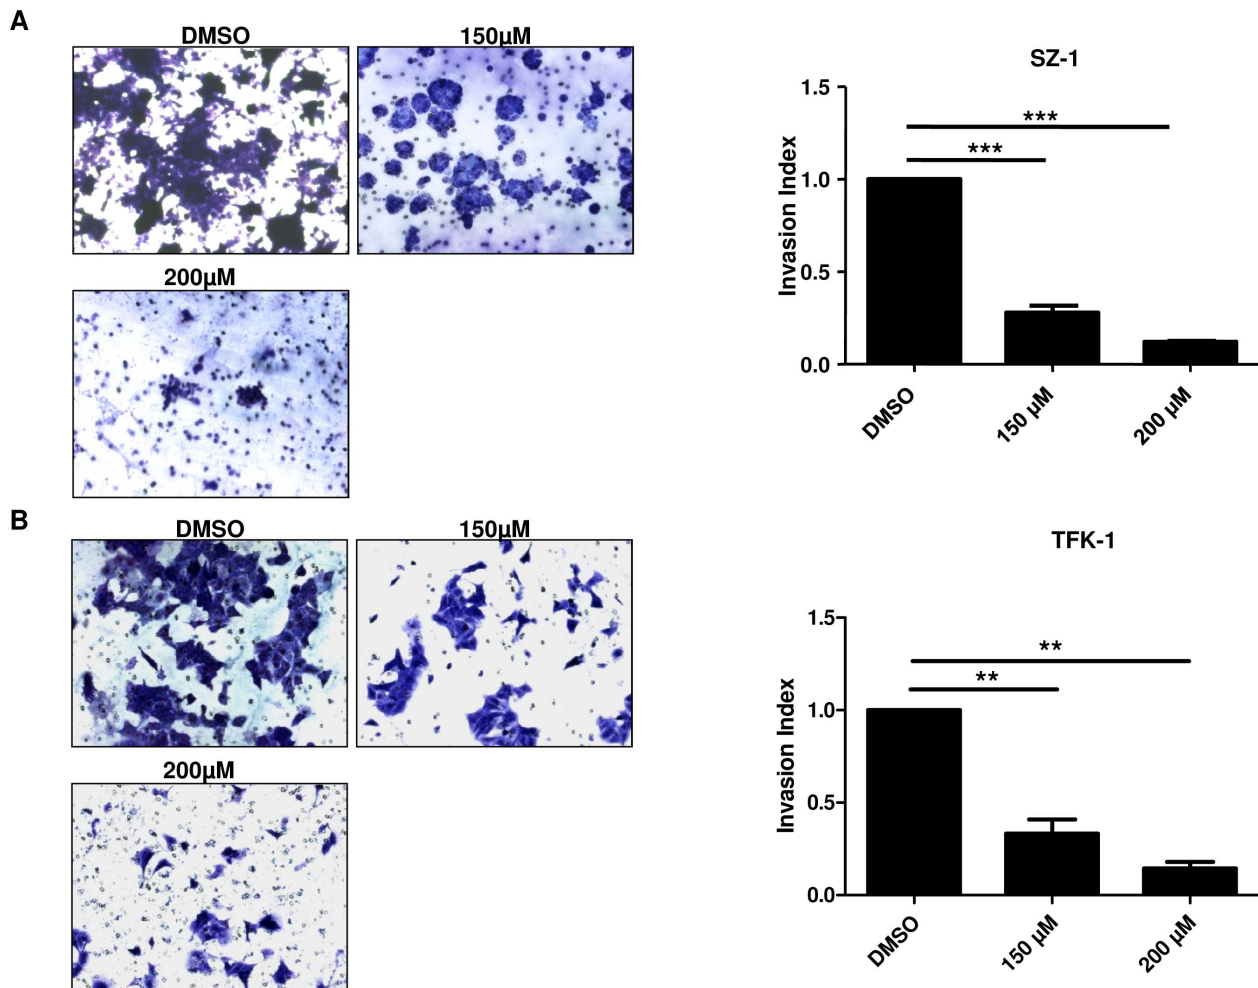 A
DMSO
150µM
200µM
SZ-1
Invasion Index
1.5
1.0
0.5
0.0
***
***
DMSO
150 µM
200 µM
B
DMSO
150µM
200µM
TFK-1
Invasion Index
1.5
1.0
0.5
0.0
**
**
DMSO
150 µM
200 µM